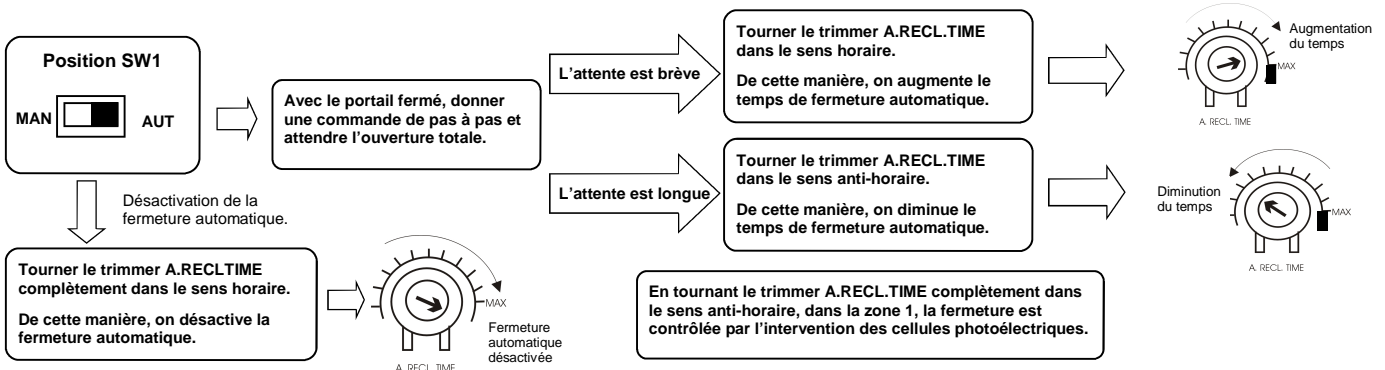 Position SW1
MAN
AUT
Avec le portail fermé, donner
une commande de pas à pas et
attendre l'ouverture totale.
L'attente est brève
Tourner le trimmer A.RECL.TIME
dans le sens horaire.
De cette manière, on augmente le
temps de fermeture automatique.
Augmentation
du temps
MAX
A. RECL. TIME
L'attente est longue
Tourner le trimmer A.RECL.TIME
dans le sens anti-horaire.
De cette manière, on diminue le
temps de fermeture automatique.
Diminution
du temps
MAX
A. RECL. TIME
Désactivation de la
fermeture automatique.
Tourner le trimmer A.RECLTIME
complètement dans le sens horaire.
De cette manière, on désactive la
fermeture automatique.
MAX
Fermeture
automatique
désactivée
A. RECL. TIME
En tournant le trimmer A.RECL.TIME complètement dans
le sens anti-horaire, dans la zone 1, la fermeture est
contrôlée par l'intervention des cellules photoélectriques.